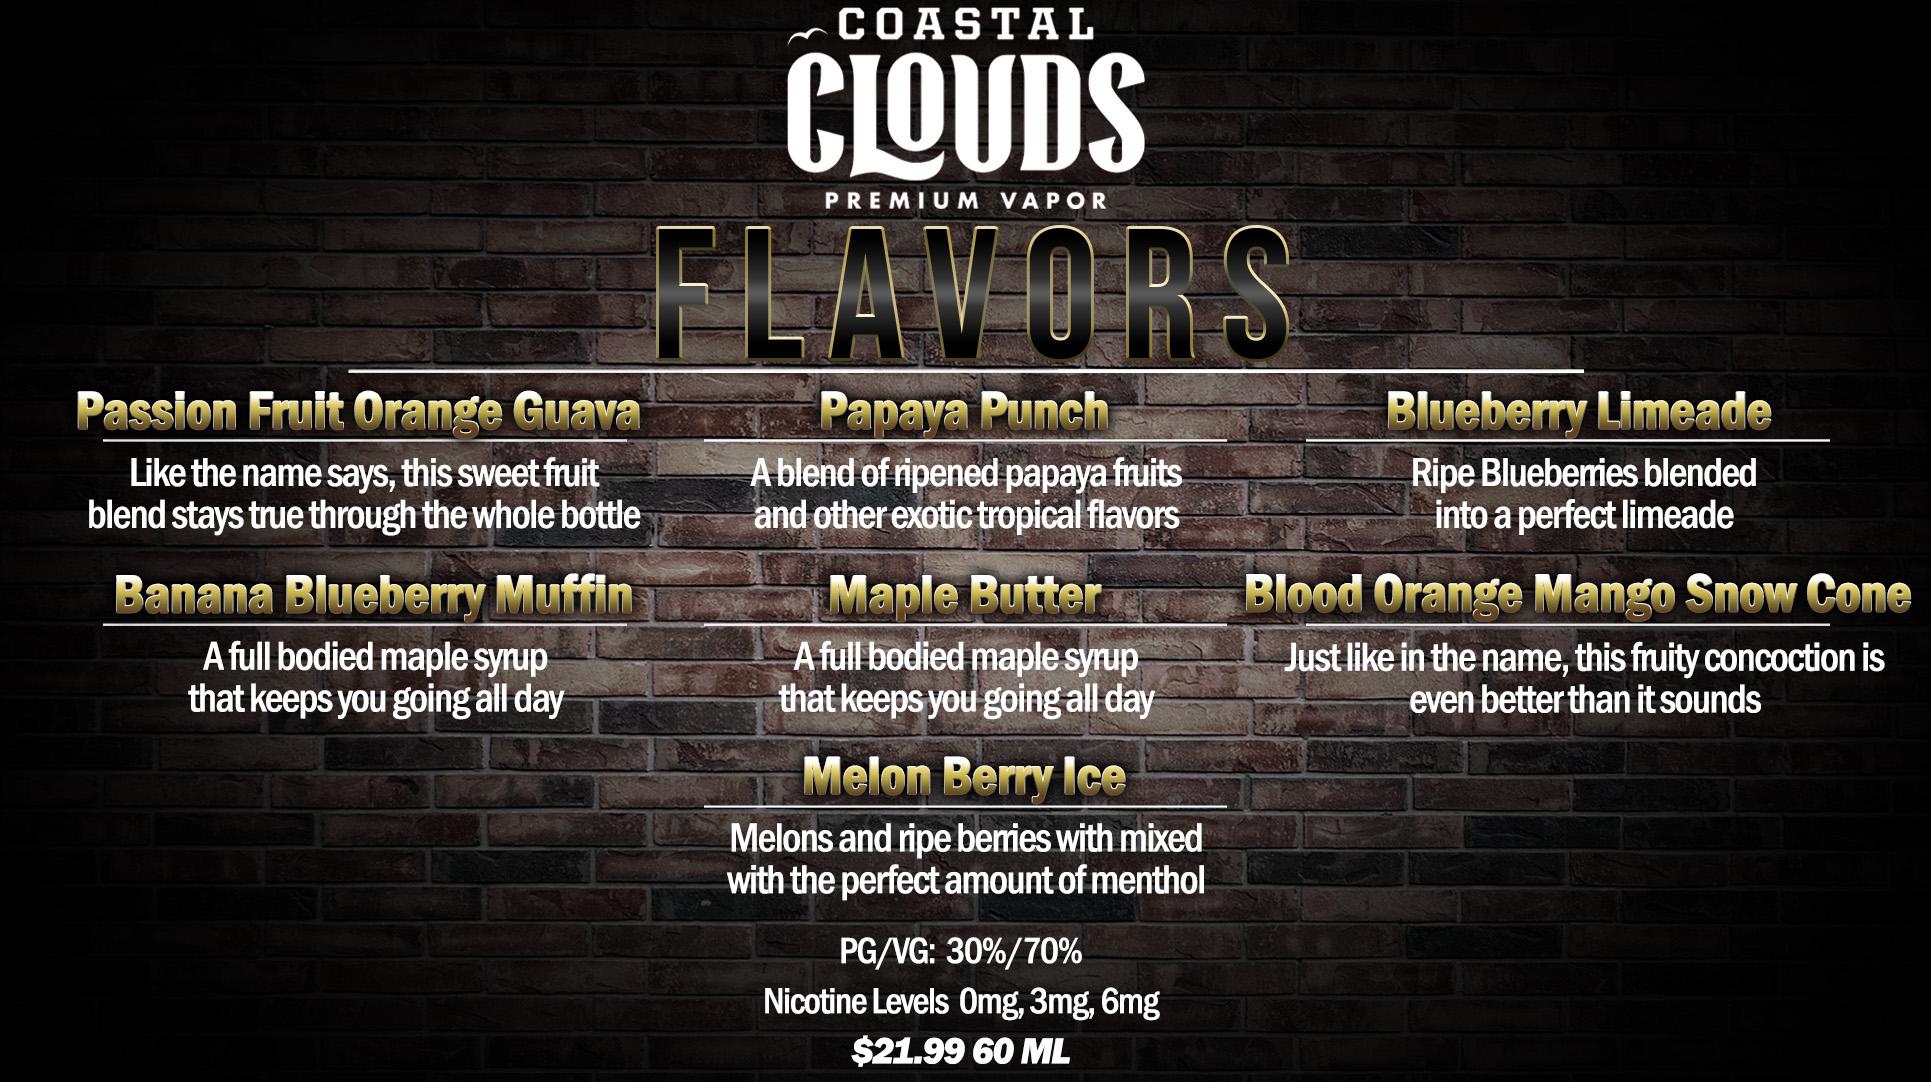 COASTAL
CLOUDS
PREMIUM VAPOR
FLAVORS
Passion Fruit Orange Guava
Like the name says, this sweet fruit
blend stays true through the whole bottle
Papaya Punch
A blend of ripened papaya fruits
and other exotic tropical flavors
Blueberry Limeade
Ripe Blueberries blended
into a perfect limeade
Banana Blueberry Muffin
A full bodied maple syrup
that keeps you going all day
Maple Butter
A full bodied maple syrup
that keeps you going all day
Blood Orange Mango Snow Cone
Just like in the name, this fruity concoction is
even better than it sounds
Melon Berry Ice
Melons and ripe berries with mixed
with the perfect amount of menthol
PG/VG: 30%/70%
Nicotine Levels 0mg, 3mg, 6mg
$21.99 60 ML